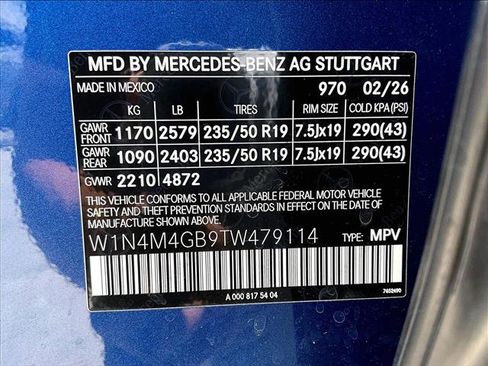 MFD BY MERCEDES-BENZ AG STUTTGART
MADE IN MEXICO 970 02/26
LB TIRES RIM SIZE COLD KPA(PSI)
GAWR FRONT 1170 2579 235/50 R19 7.5Jx19 290(43)
GAWR REAR 1090 2403 235/50 R19 7.5Jx19 290(43)
GVWR 2210 4872
THIS VEHICLE CONFORMS TO ALL APPLICABLE FEDERAL MOTOR VEHICLE
SAFETY, BUMPER, AND THEFT PREVENTION STANDARDS IN EFFECT ON THE DATE OF
MANUFACTURE SHOWN ABOVE.
W1N4M4GB9TW479114 TYPE: MPV
A 000 817 54 04